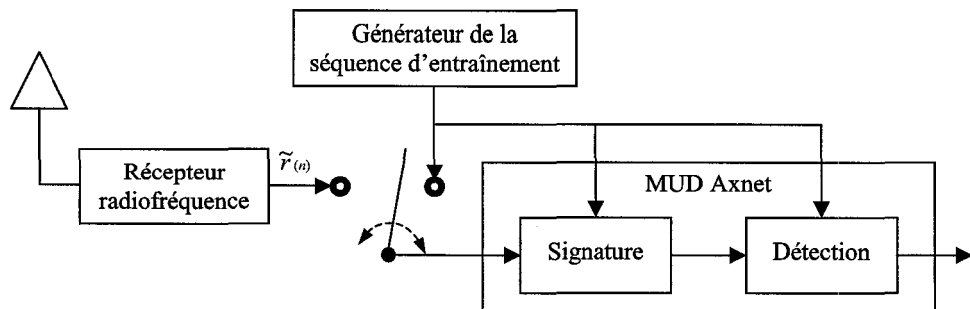 Générateur de la
séquence d'entraînement
Récepteur
radiofréquence
r̃(n)
MUD Axnet
Signature
Détection